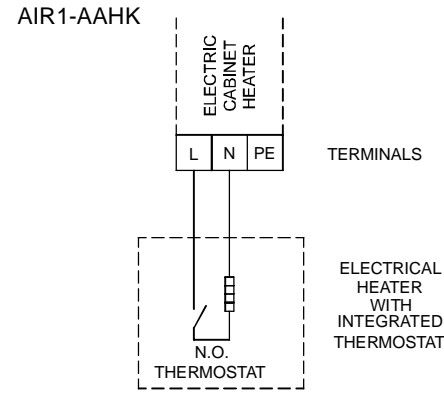 AIR1-AAHK
ELECTRIC
CABINET
HEATER
L N PE
TERMINALS
ELECTRICAL
HEATER
WITH
INTEGRATED
THERMOSTAT
N.O.
THERMOSTAT